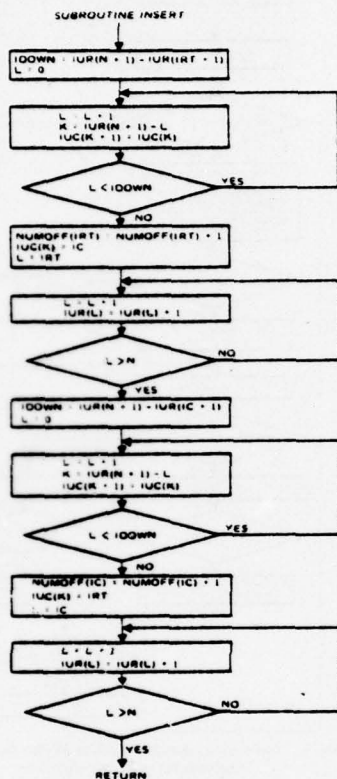 SUBROUTINE INSERT
IDOWN = IUR(N + 1) - IUR(IRT + 1)
L = 0
L = L + 1
K = IUR(N + 1) - L
IUC(K + 1) = IUC(K)
L < IDOWN
YES
NO
NUMOFF(IRT) = NUMOFF(IRT) + 1
IUC(K) = IC
L = IRT
L = L + 1
IUR(L) = IUR(L) + 1
L > N
NO
YES
IDOWN = IUR(N + 1) - IUR(IC + 1)
L = 0
L = L + 1
K = IUR(N + 1) - L
IUC(K + 1) = IUC(K)
L < IDOWN
YES
NO
NUMOFF(IC) = NUMOFF(IC) + 1
IUC(K) = IRT
L = IC
L = L + 1
IUR(L) = IUR(L) + 1
L > N
NO
YES
RETURN